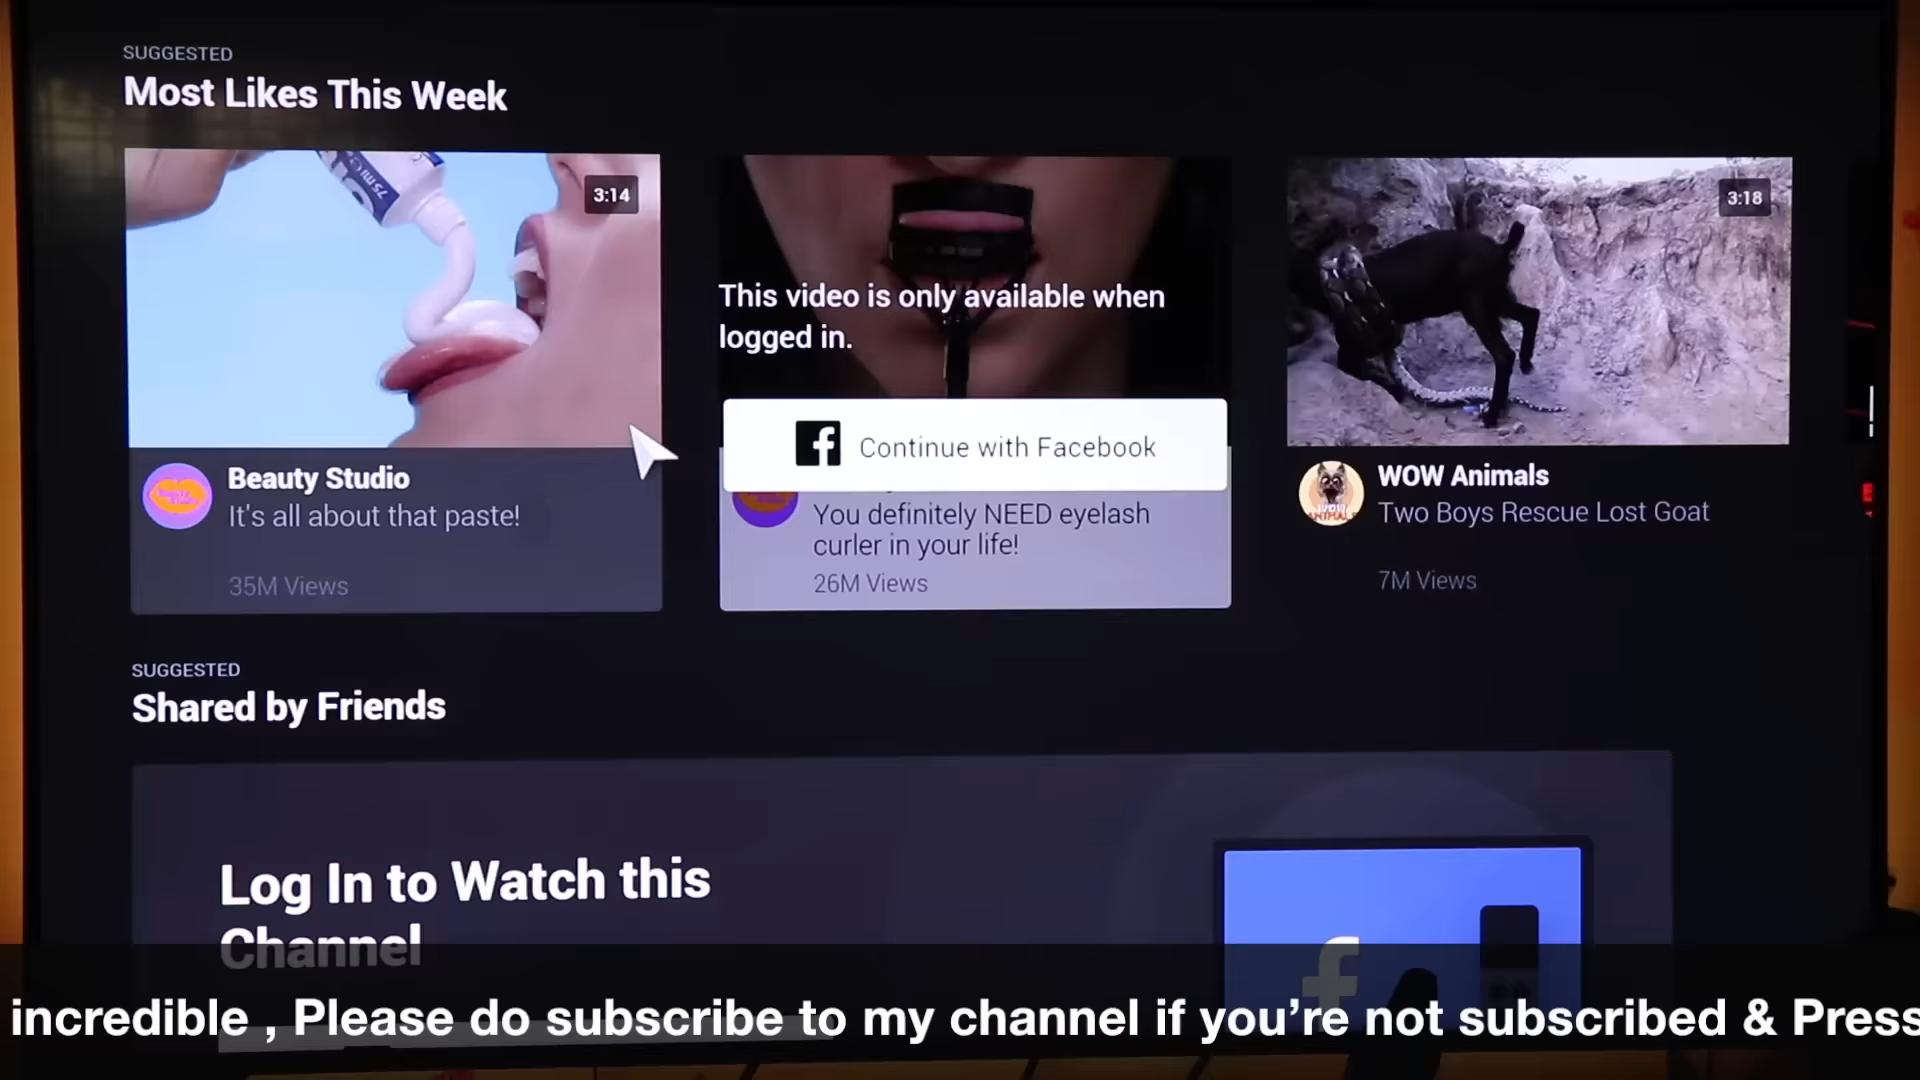 SUGGESTED
Most Likes This Week
75ml
3:14
This video is only available when
logged in.
3:18
Continue with Facebook
Beauty Studio
It's all about that paste!
35M Views
You definitely NEED eyelash
curler in your life!
26M Views
WOW Animals
Two Boys Rescue Lost Goat
7M Views
SUGGESTED
Shared by Friends
Log In to Watch this
Channel
incredible , Please do subscribe to my channel if you’re not subscribed & Press